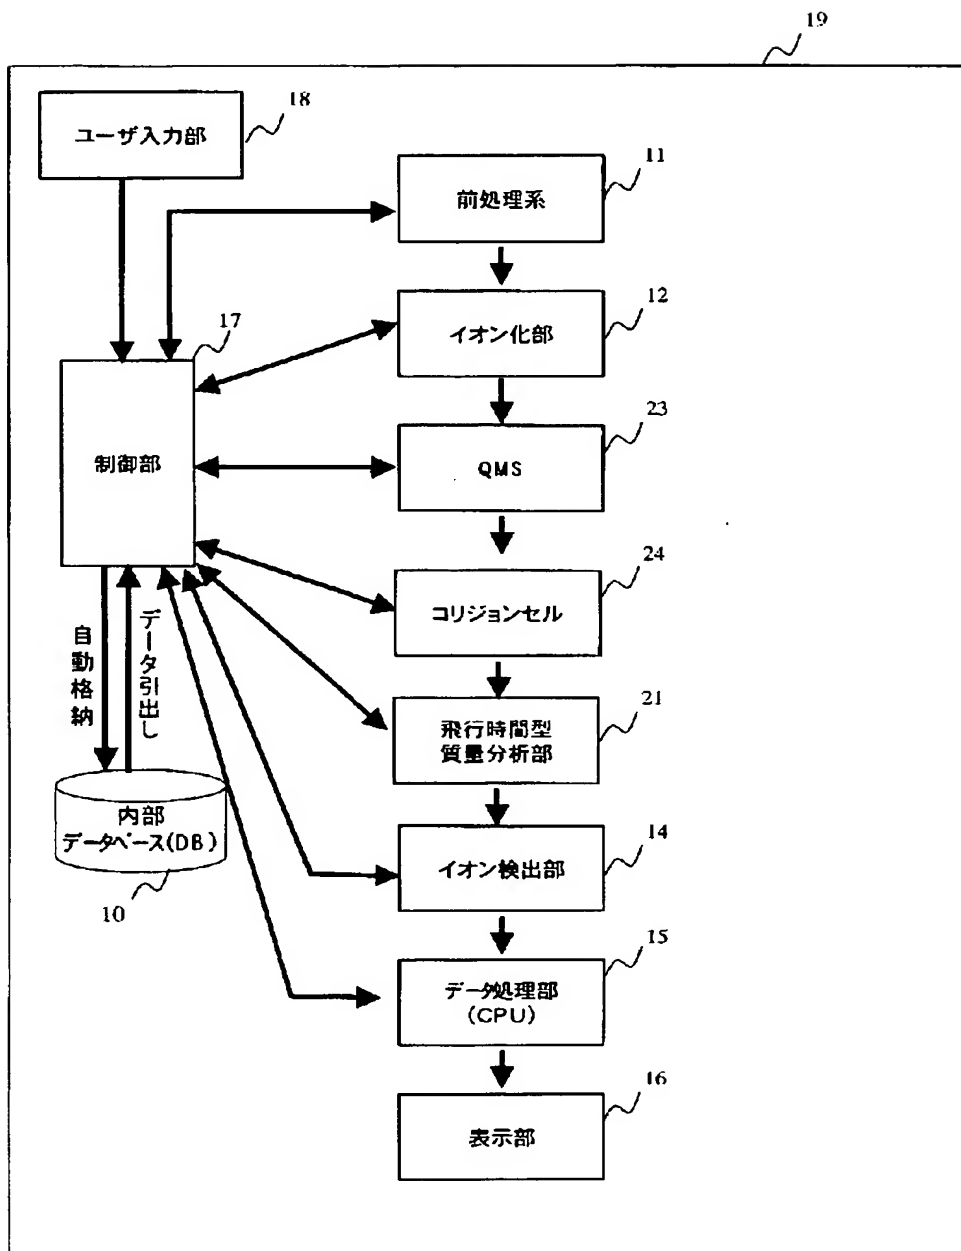 19
18
ユーザ入力部
11
前処理系
12
イオン化部
17
制御部
23
QMS
24
コリジョンセル
自動格納
データ引出し
21
飛行時間型
質量分析部
内部
データベース(DB)
10
14
イオン検出部
15
データ処理部
(CPU)
16
表示部